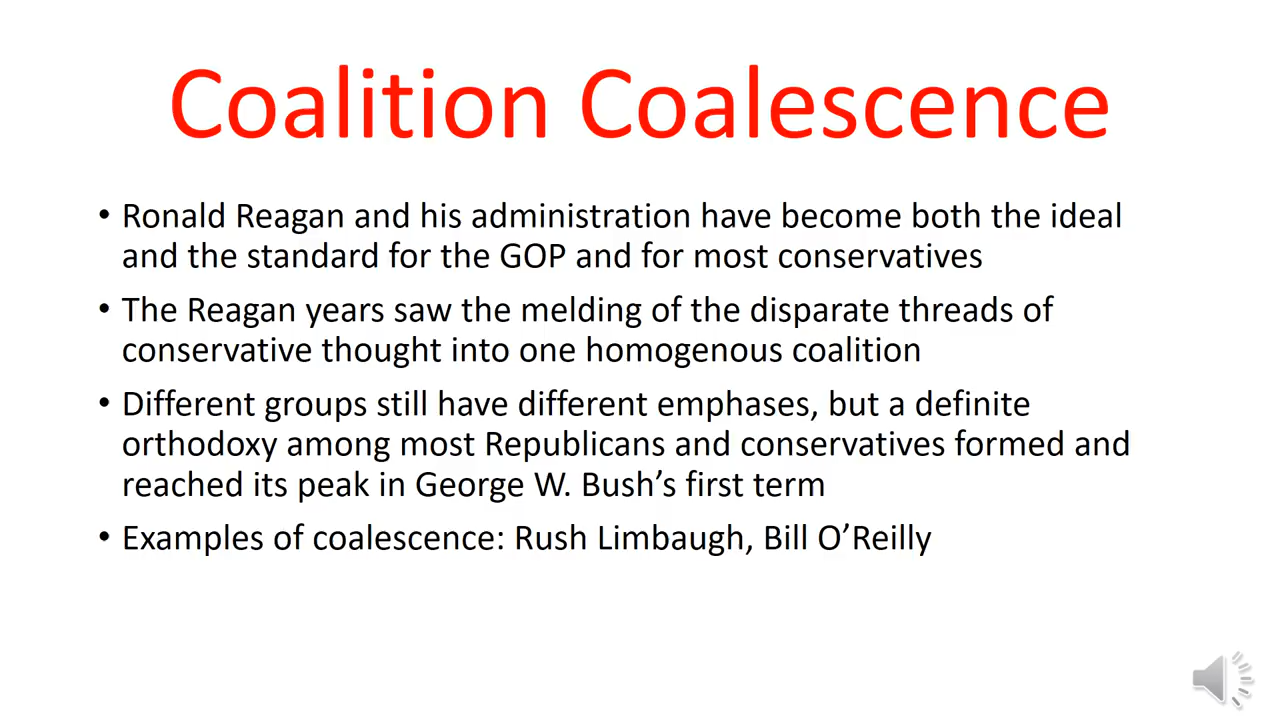 Coalition Coalescence
• Ronald Reagan and his administration have become both the ideal
and the standard for the GOP and for most conservatives
• The Reagan years saw the melding of the disparate threads of
conservative thought into one homogenous coalition
• Different groups still have different emphases, but a definite
orthodoxy among most Republicans and conservatives formed and
reached its peak in George W. Bush’s first term
• Examples of coalescence: Rush Limbaugh, Bill O’Reilly